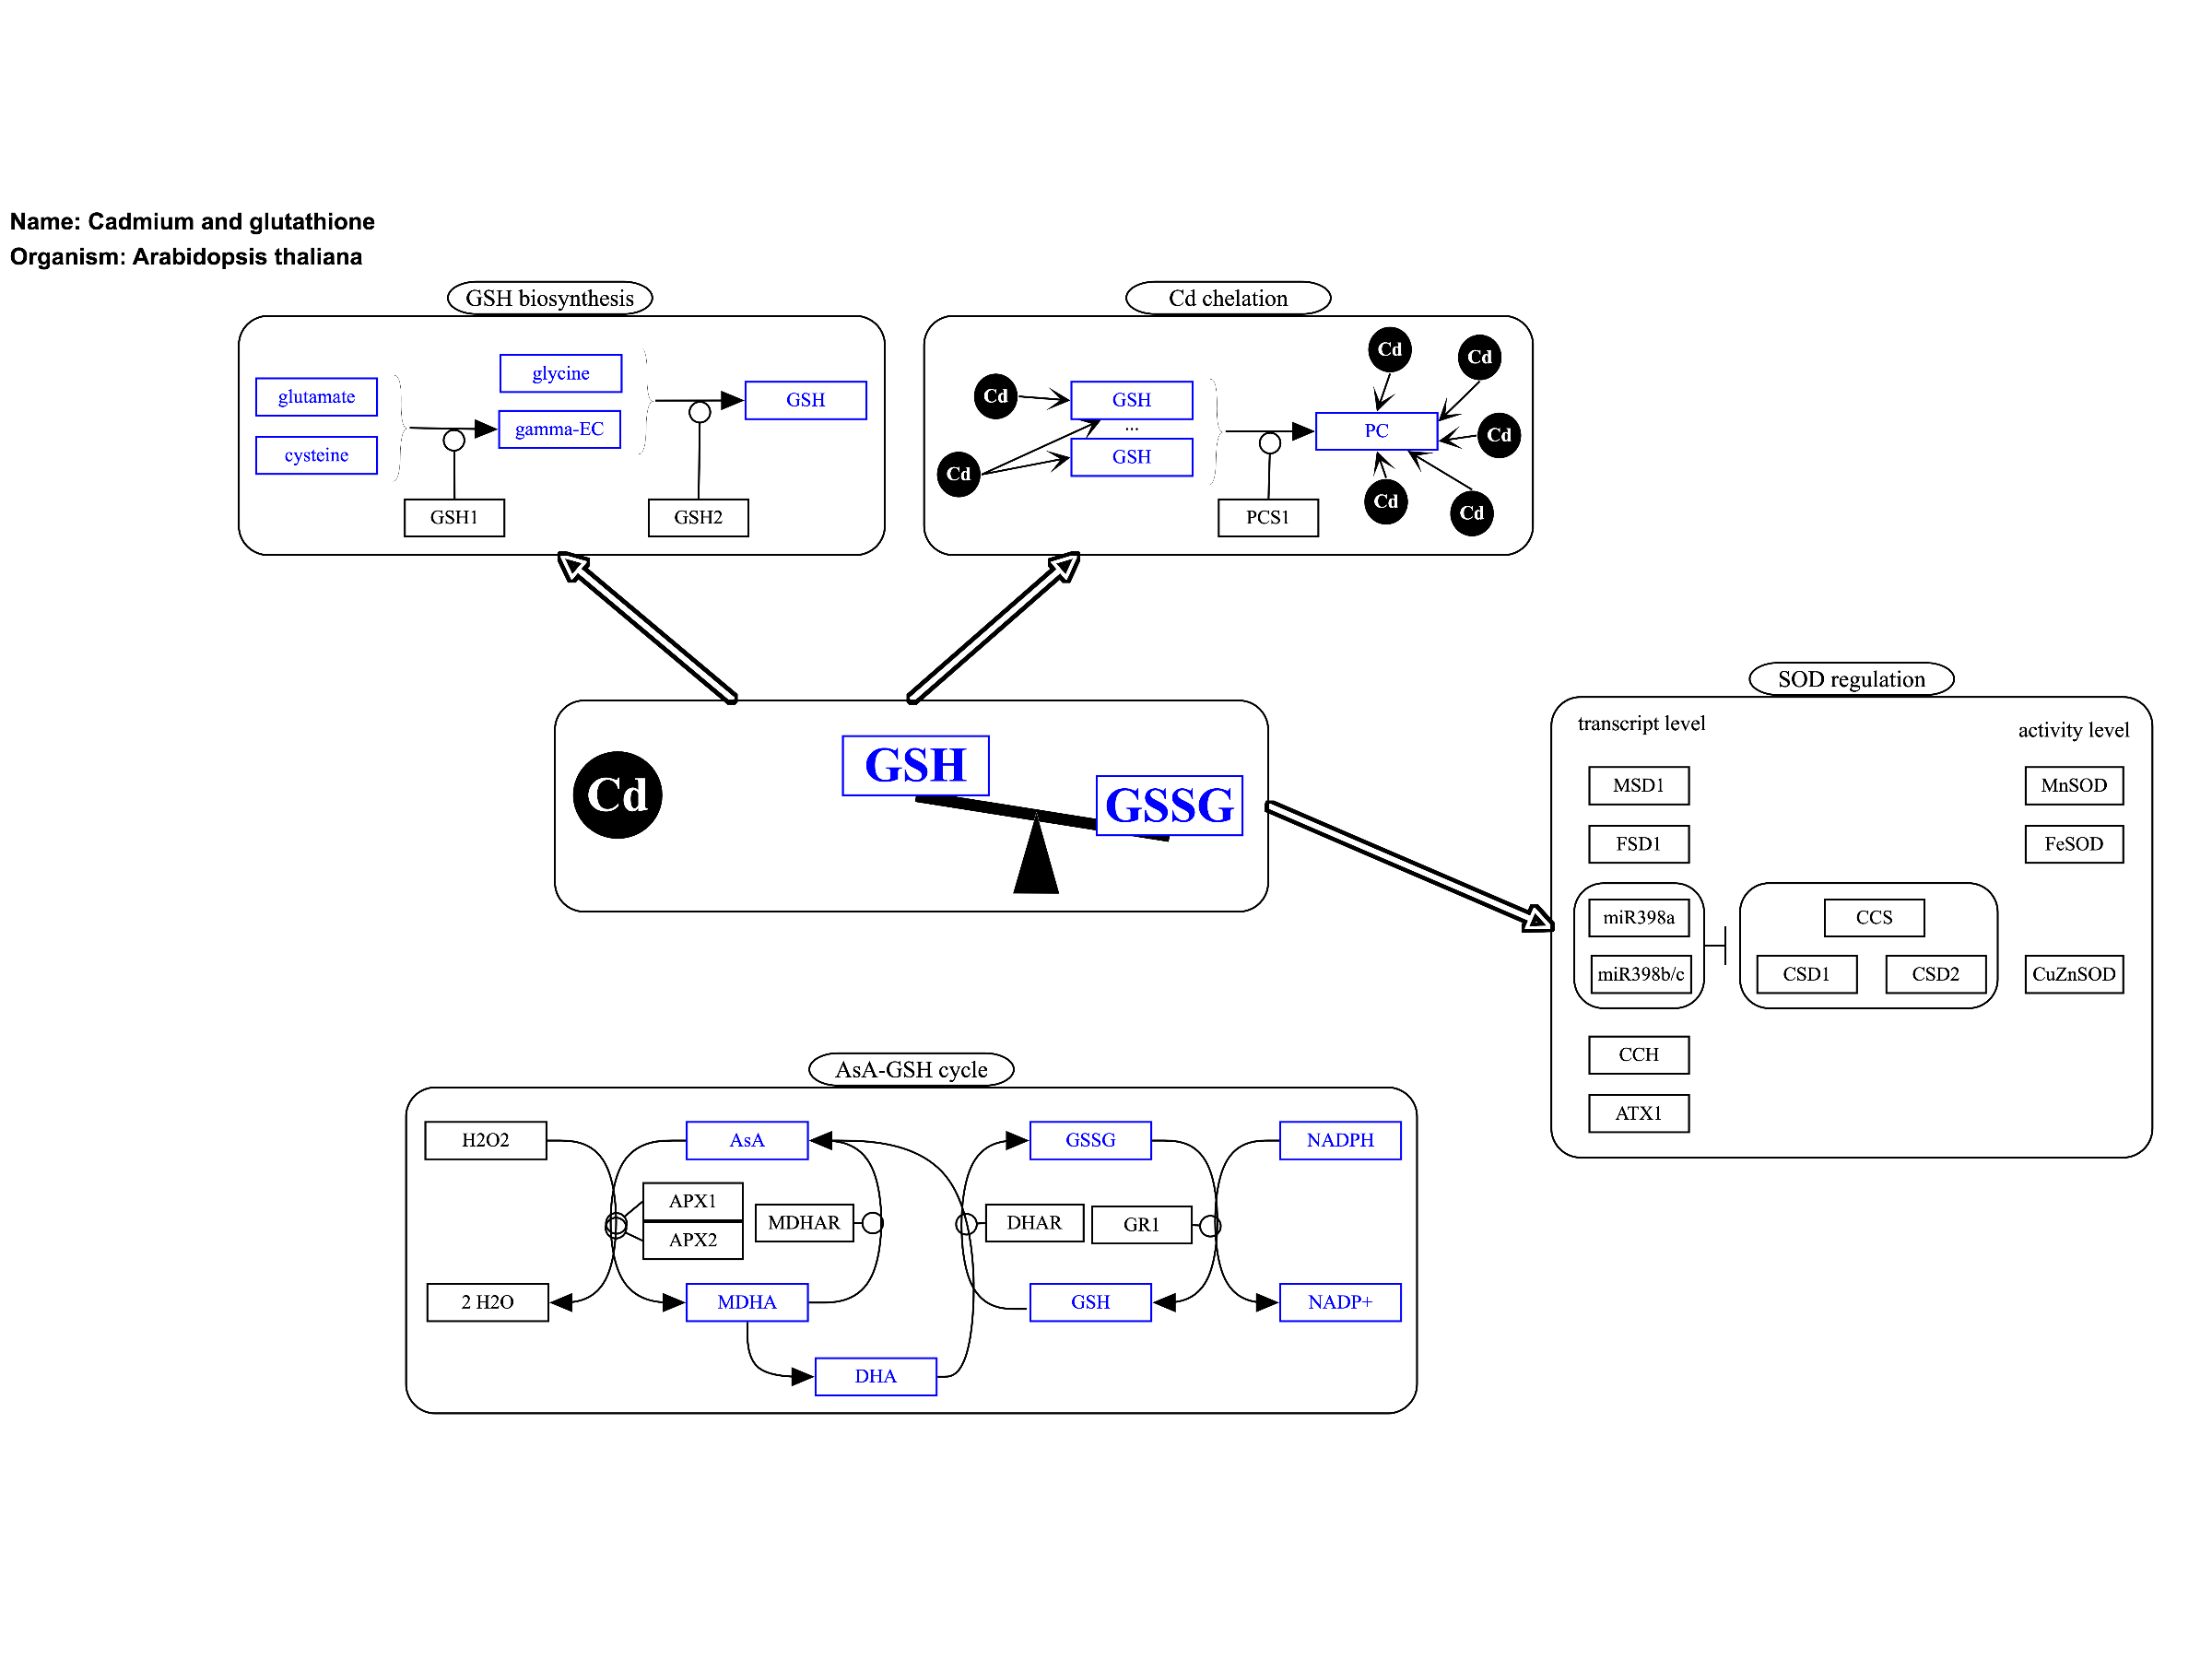 Name: Cadmium and glutathione
Organism: Arabidopsis thaliana
GSH biosynthesis
glutamate
cysteine
glycine
gamma-EC
GSH
GSH1
GSH2
Cd chelation
Cd
Cd
GSH
...
GSH
PCS1
PC
Cd
Cd
Cd
Cd
Cd
Cd
GSH
GSSG
SOD regulation
transcript level
activity level
MSD1
MnSOD
FSD1
FeSOD
miR398a
miR398b/c
CCS
CSD1
CSD2
CuZnSOD
CCH
ATX1
AsA-GSH cycle
H2O2
AsA
GSSG
NADPH
APX1
APX2
MDHAR
DHAR
GR1
2 H2O
MDHA
GSH
NADP+
DHA